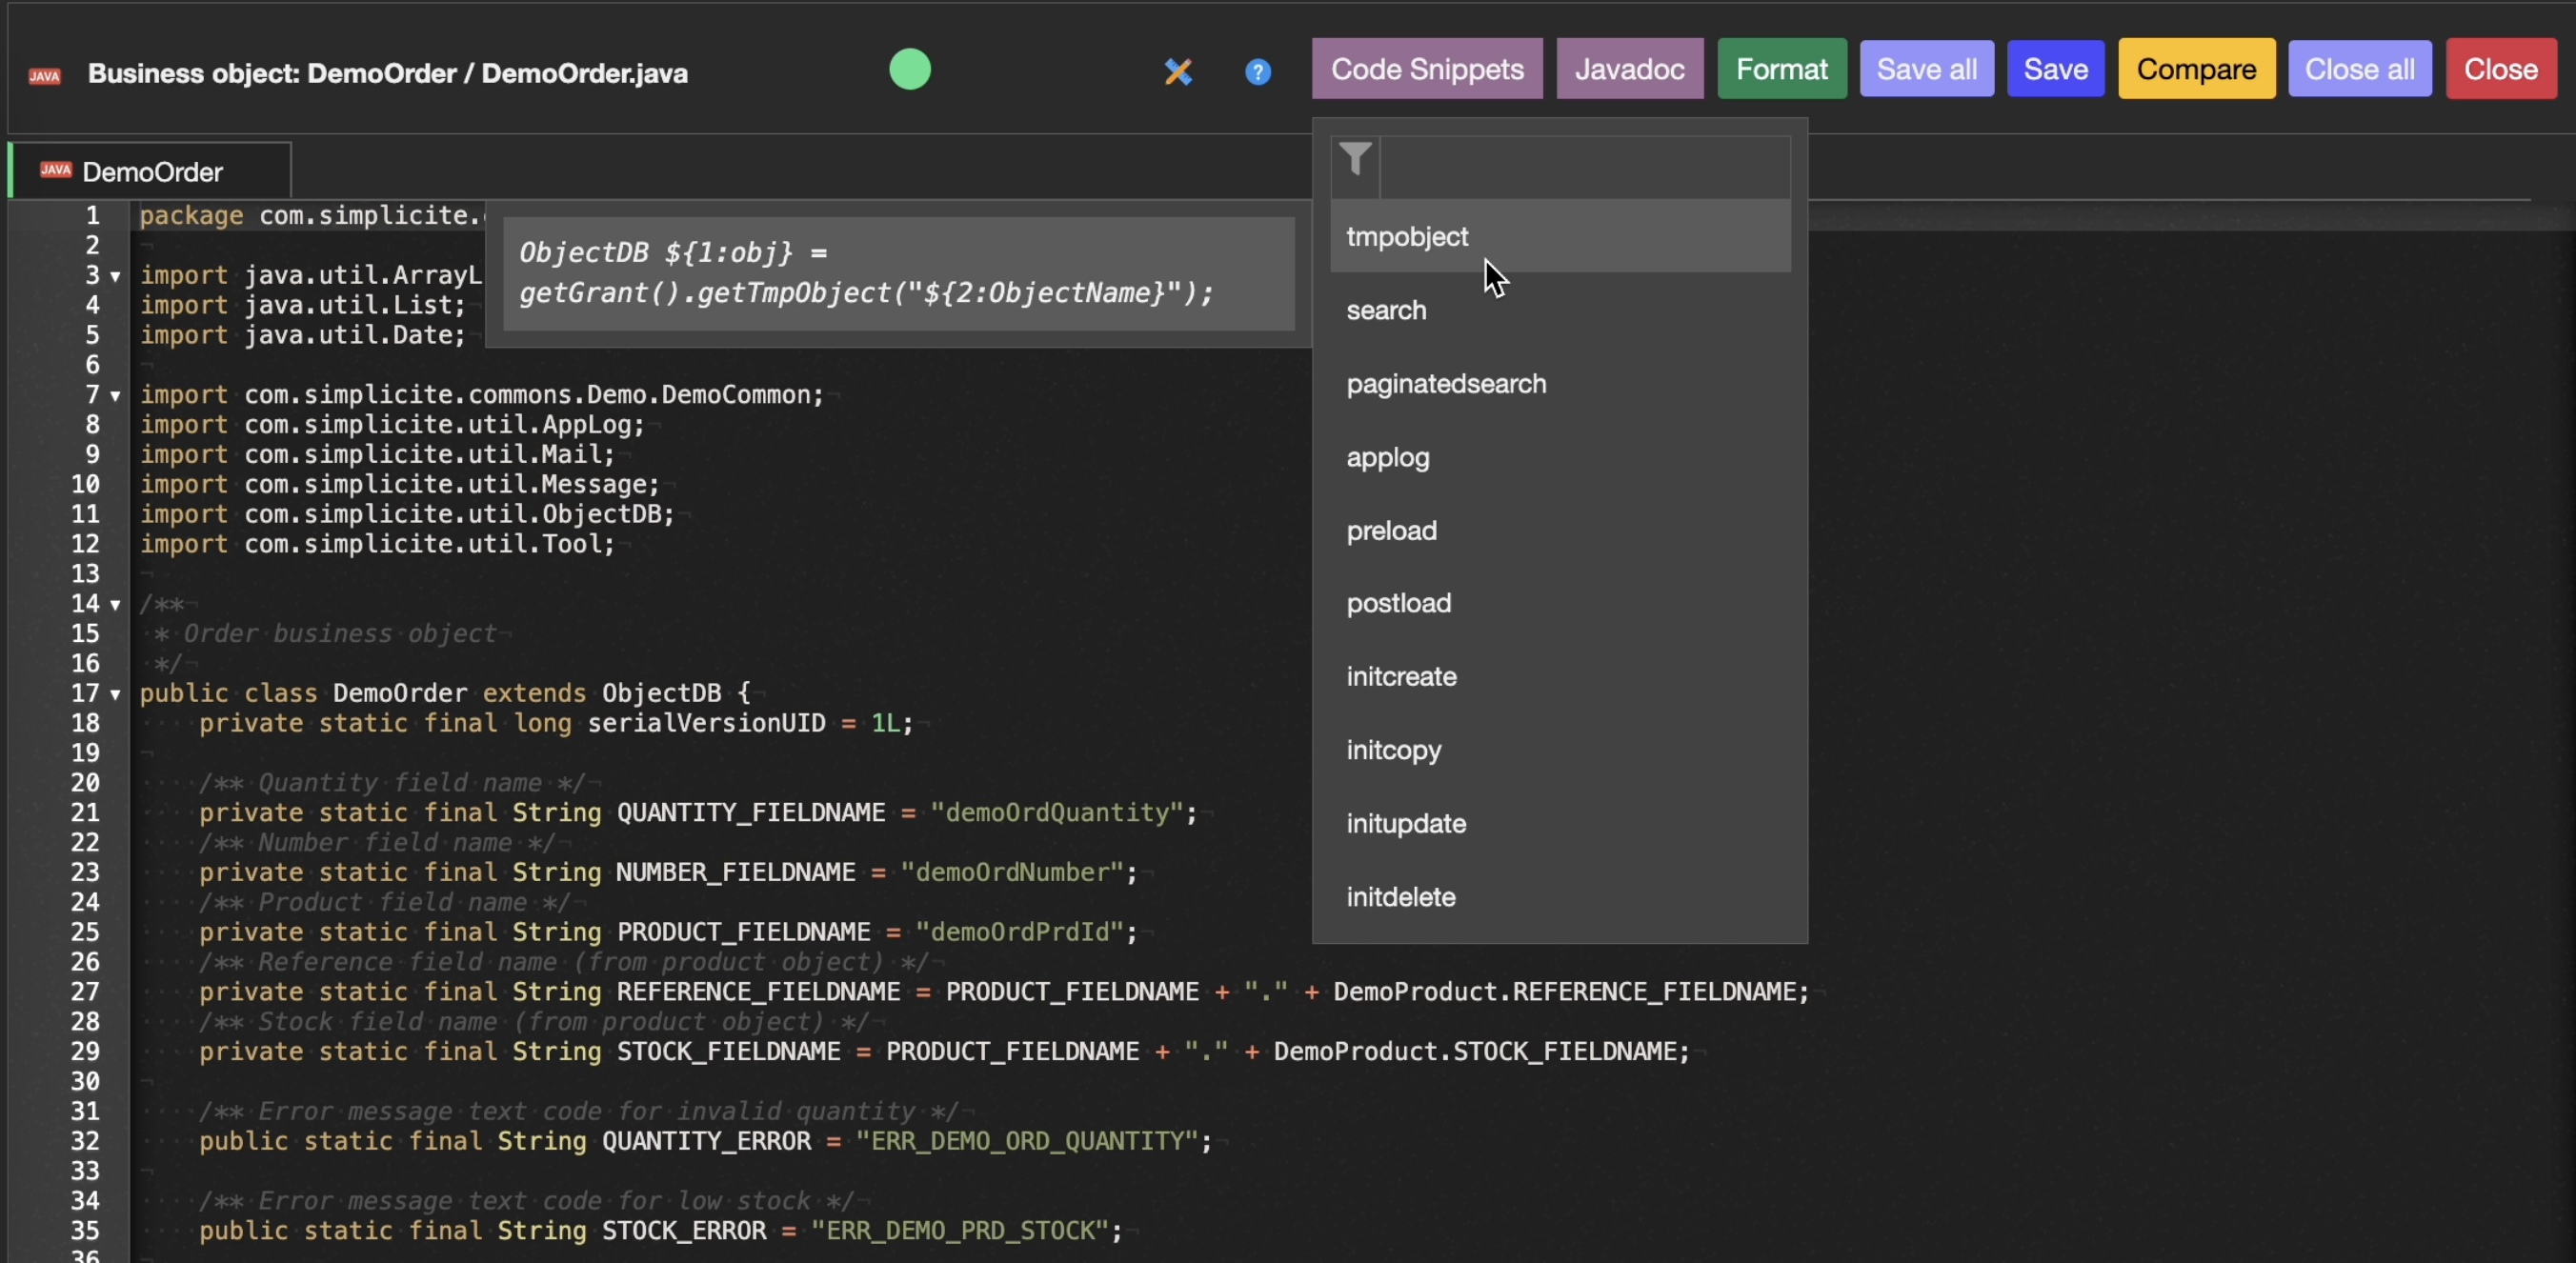 JAVA Business object: DemoOrder / DemoOrder.java ? Code Snippets Javadoc Format Save all Save Compare Close all Close
JAVA DemoOrder
1 package com.simplicite.
2
3 import java.util.ArrayL
4 import java.util.List;
5 import java.util.Date;
6
7 import com.simplicite.commons.Demo.DemoCommon;
8 import com.simplicite.util.AppLog;
9 import com.simplicite.util.Mail;
10 import com.simplicite.util.Message;
11 import com.simplicite.util.ObjectDB;
12 import com.simplicite.util.Tool;
13
14 /**
15 * Order business object
16 */
17 public class DemoOrder extends ObjectDB {
18 private static final long serialVersionUID = 1L;
19
20 /** Quantity field name */
21 private static final String QUANTITY_FIELDNAME = "demoOrdQuantity";
22 /** Number field name */
23 private static final String NUMBER_FIELDNAME = "demoOrdNumber";
24 /** Product field name */
25 private static final String PRODUCT_FIELDNAME = "demoOrdPrdId";
26 /** Reference field name (from product object) */
27 private static final String REFERENCE_FIELDNAME = PRODUCT_FIELDNAME + "." + DemoProduct.REFERENCE_FIELDNAME;
28 /** Stock field name (from product object) */
29 private static final String STOCK_FIELDNAME = PRODUCT_FIELDNAME + "." + DemoProduct.STOCK_FIELDNAME;
30
31 /** Error message text code for invalid quantity */
32 public static final String QUANTITY_ERROR = "ERR_DEMO_ORD_QUANTITY";
33
34 /** Error message text code for low stock */
35 public static final String STOCK_ERROR = "ERR_DEMO_PRD_STOCK";
36
ObjectDB ${1:obj} =
getGrant().getTmpObject("${2:ObjectName}");
tmpobject
search
paginatedsearch
applog
preload
postload
initcreate
initcopy
initupdate
initdelete